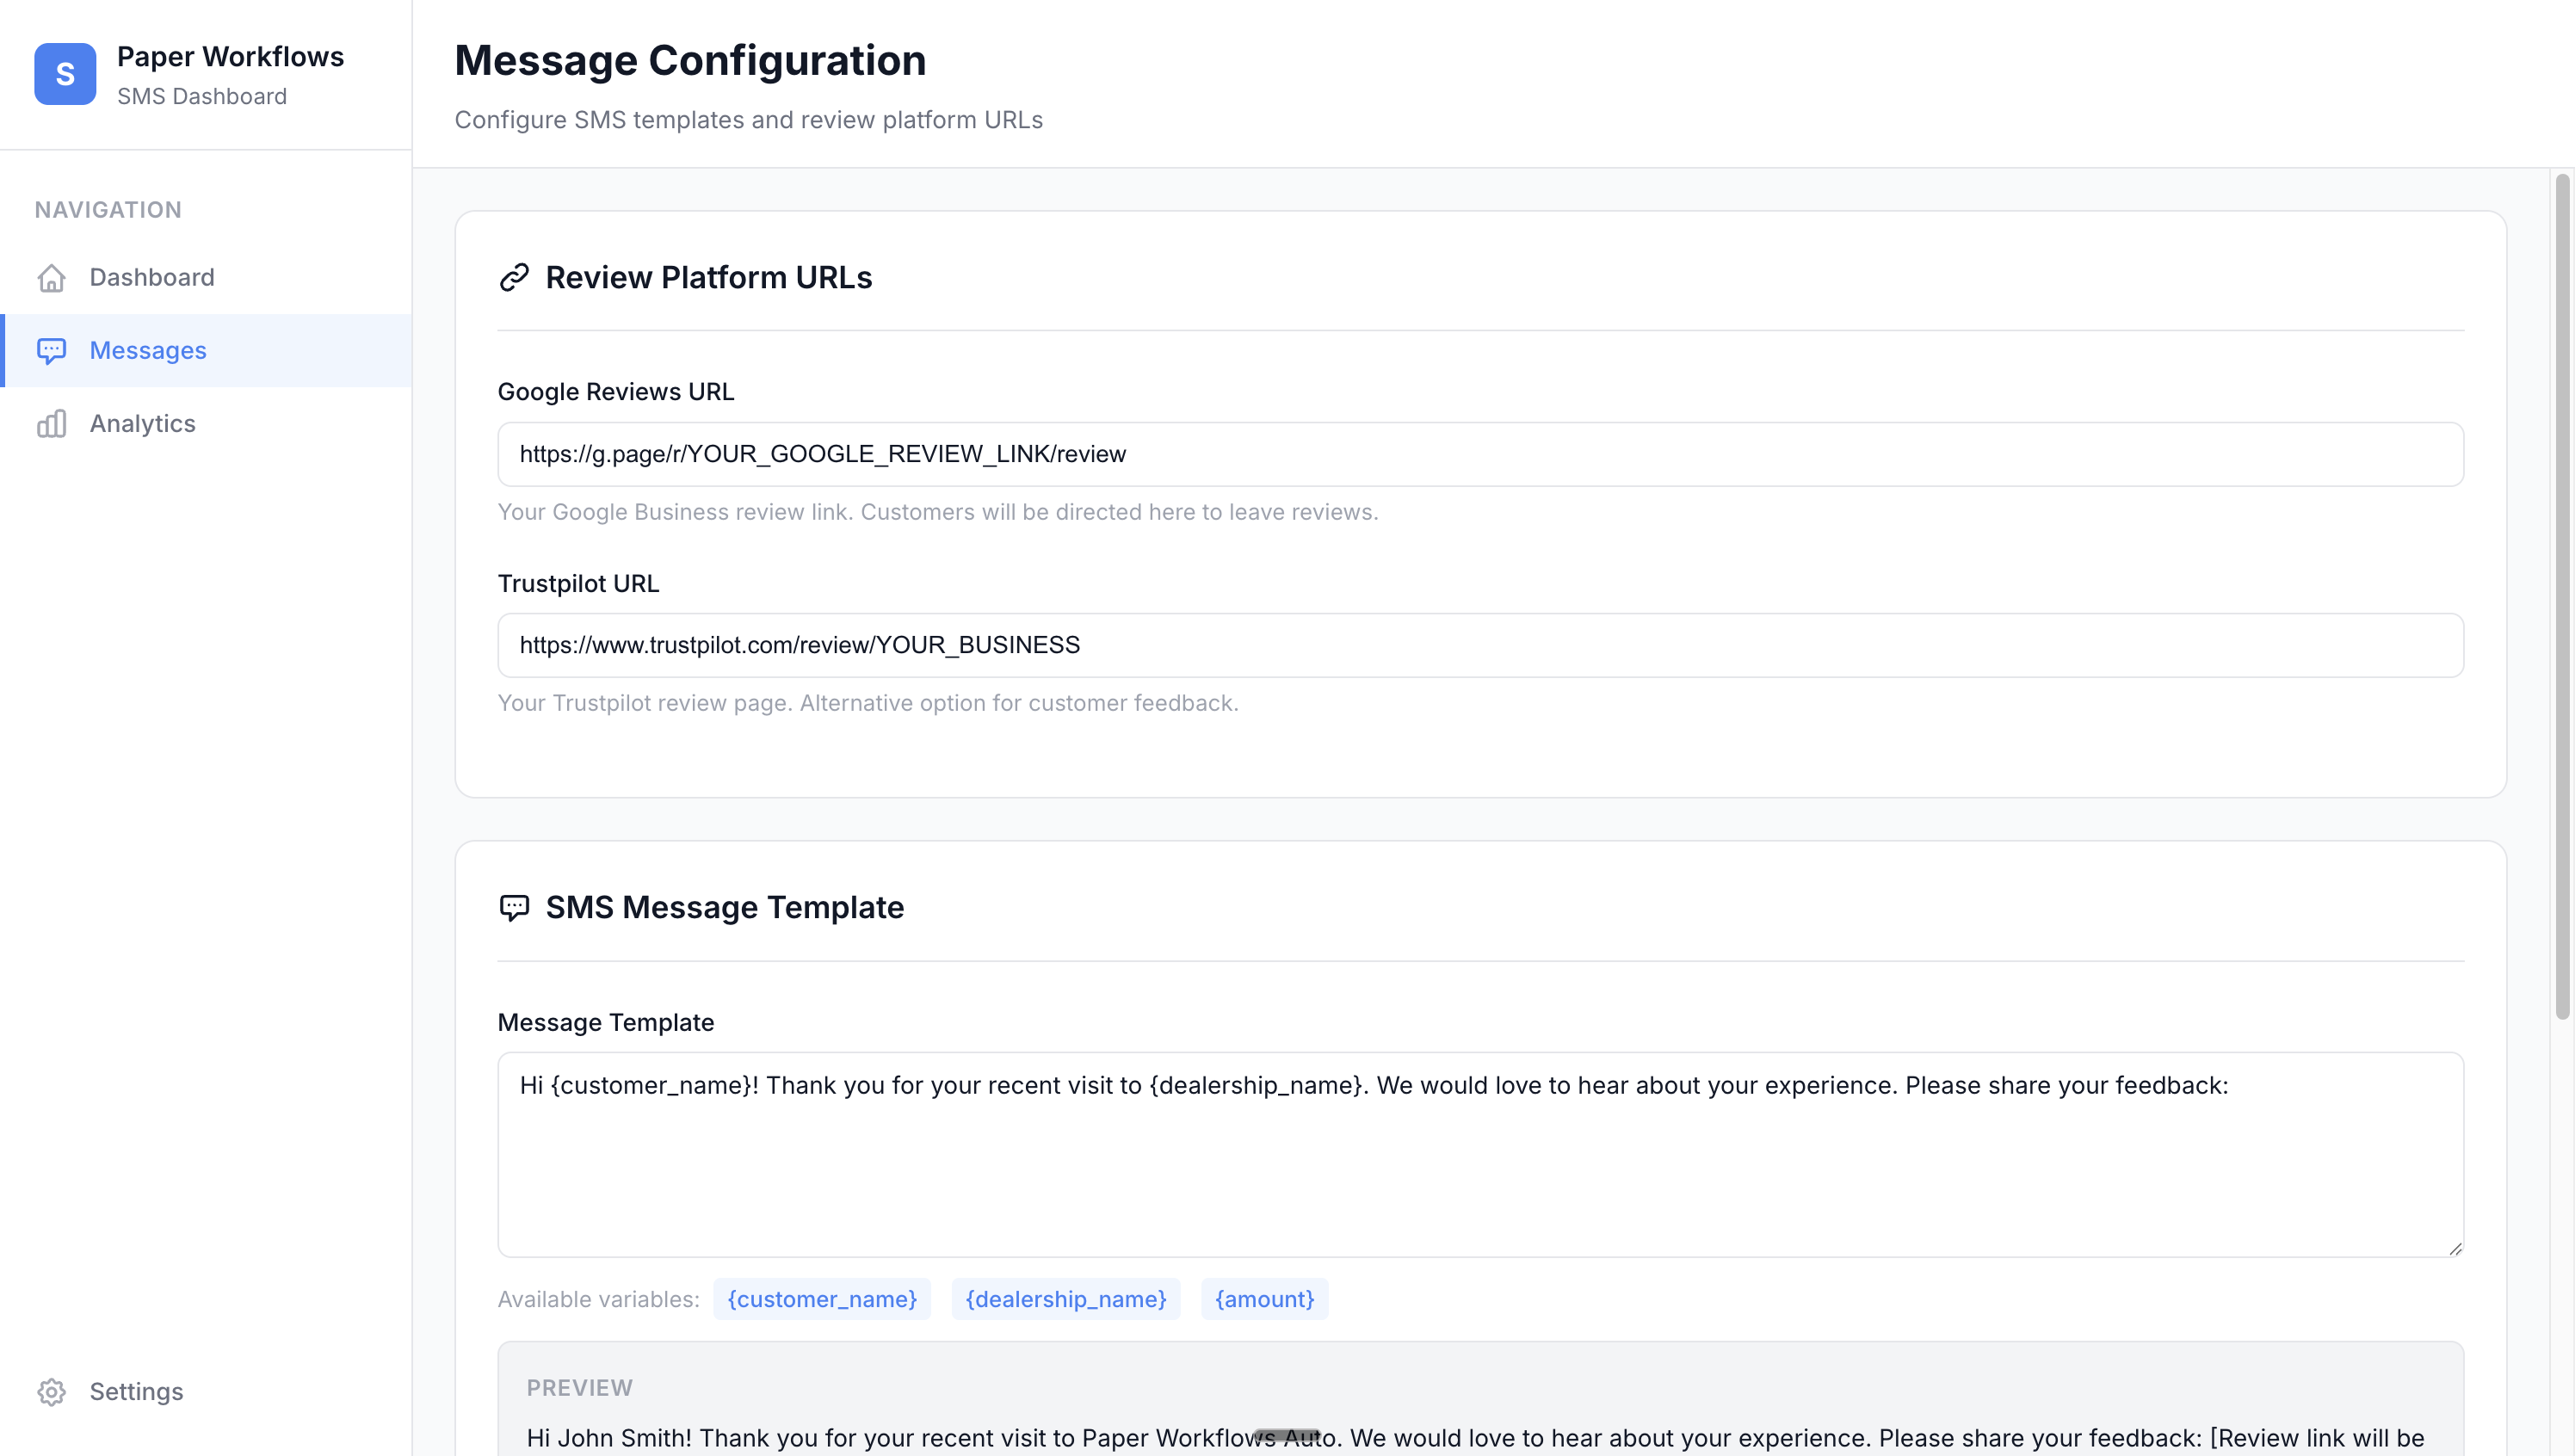 S
Paper Workflows
SMS Dashboard
NAVIGATION
Dashboard
Messages
Analytics
Settings
Message Configuration
Configure SMS templates and review platform URLs
Review Platform URLs
Google Reviews URL
https://g.page/r/YOUR_GOOGLE_REVIEW_LINK/review
Your Google Business review link. Customers will be directed here to leave reviews.
Trustpilot URL
https://www.trustpilot.com/review/YOUR_BUSINESS
Your Trustpilot review page. Alternative option for customer feedback.
SMS Message Template
Message Template
Hi {customer_name}! Thank you for your recent visit to {dealership_name}. We would love to hear about your experience. Please share your feedback:
Available variables: {customer_name} {dealership_name} {amount}
PREVIEW
Hi John Smith! Thank you for your recent visit to Paper Workflows Auto. We would love to hear about your experience. Please share your feedback: [Review link will be